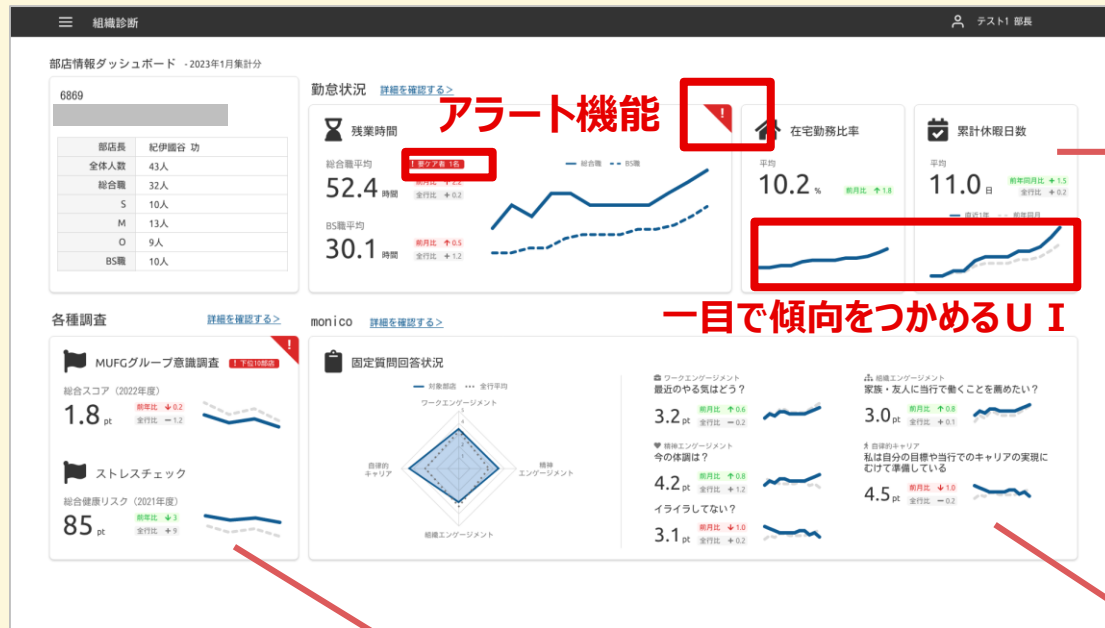 組織診断
テスト1 部長
部店情報ダッシュボード ・2023年1月集計分
6869
部店長 紀伊國谷 功
全体人数 43人
総合職 32人
S 10人
M 13人
O 9人
BS職 10人
勤怠状況 詳細を確認する>
アラート機能
残業時間
総合職平均 ! 要ケア者 1名
52.4 時間 前月比 ↑ 2.2
全行比 + 0.2
BS職平均
30.1 時間 前月比 ↑ 0.5
全行比 + 1.2
総合職 BS職
!
在宅勤務比率
平均
10.2 % 前月比 ↑ 1.8
累計休暇日数
平均
11.0 日 前年同月比 + 1.5
全行比 + 0.2
直近1年 前年同月
一目で傾向をつかめるUI
各種調査 詳細を確認する>
!
MUFGグループ意識調査 ! 下位10部店
総合スコア (2022年度)
1.8 pt 前年比 ↓ 0.2
全行比 ー 1.2
ストレスチェック
総合健康リスク (2021年度)
85 pt 前年比 ↓ 3
全行比 + 9
monico 詳細を確認する>
固定質問回答状況
対象部店 全行平均
ワークエンゲージメント
自律的
キャリア
精神
エンゲージメント
組織エンゲージメント
ワークエンゲージメント
最近のやる気はどう？
3.2 pt 前月比 ↑ 0.6
全行比 ー 0.2
精神エンゲージメント
今の体調は？
4.2 pt 前月比 ↑ 0.8
全行比 + 1.2
イライラしてない？
3.1 pt 前月比 ↓ 1.0
全行比 + 0.2
組織エンゲージメント
家族・友人に当行で働くことを薦めたい？
3.0 pt 前月比 ↑ 0.8
全行比 + 0.1
自律的キャリア
私は自分の目標や当行でのキャリアの実現に
むけて準備している
4.5 pt 前月比 ↓ 1.0
全行比 ー 0.2